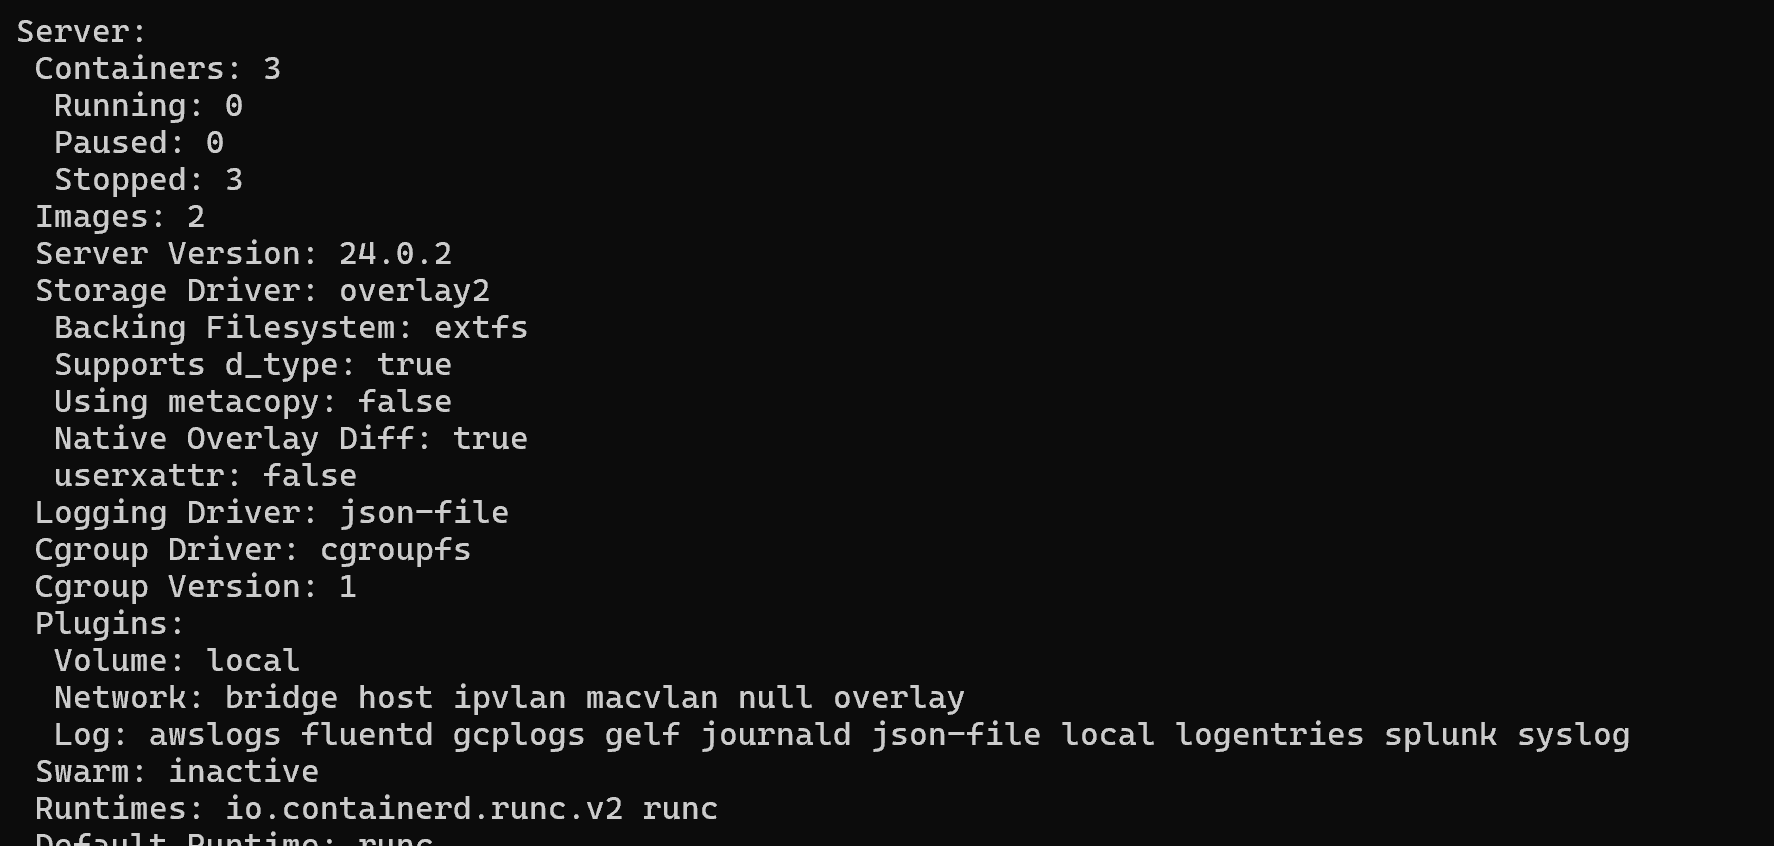 Server:
Containers: 3
Running: 0
Paused: 0
Stopped: 3
Images: 2
Server Version: 24.0.2
Storage Driver: overlay2
Backing Filesystem: extfs
Supports d_type: true
Using metacopy: false
Native Overlay Diff: true
userxattr: false
Logging Driver: json-file
Cgroup Driver: cgroupfs
Cgroup Version: 1
Plugins:
Volume: local
Network: bridge host ipvlan macvlan null overlay
Log: awslogs fluentd gcplogs gelf journald json-file local logentries splunk syslog
Swarm: inactive
Runtimes: io.containerd.runc.v2 runc
Default Runtime: runc